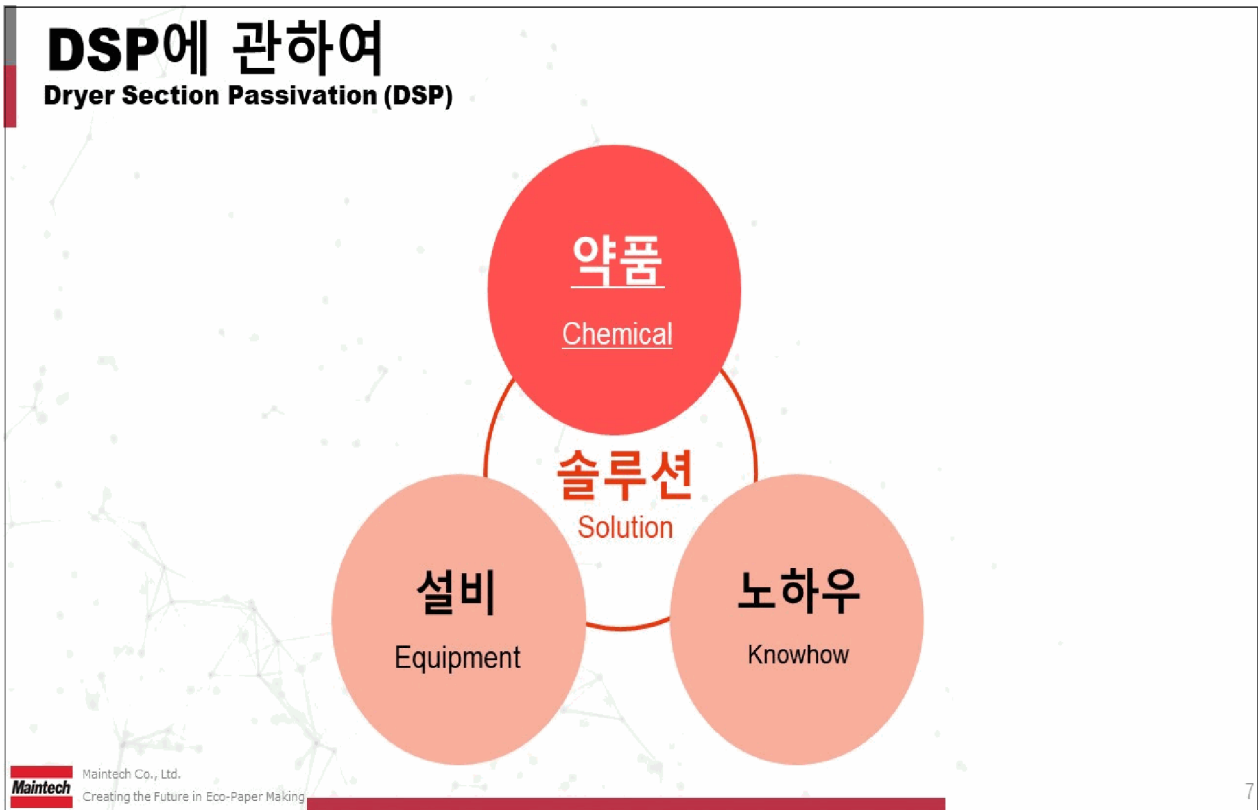 DSP에 관하여
Dryer Section Passivation (DSP)
약품
Chemical
솔루션
Solution
설비
Equipment
노하우
Knowhow
Maintech
Maintech Co., Ltd.
Creating the Future in Eco-Paper Making
7